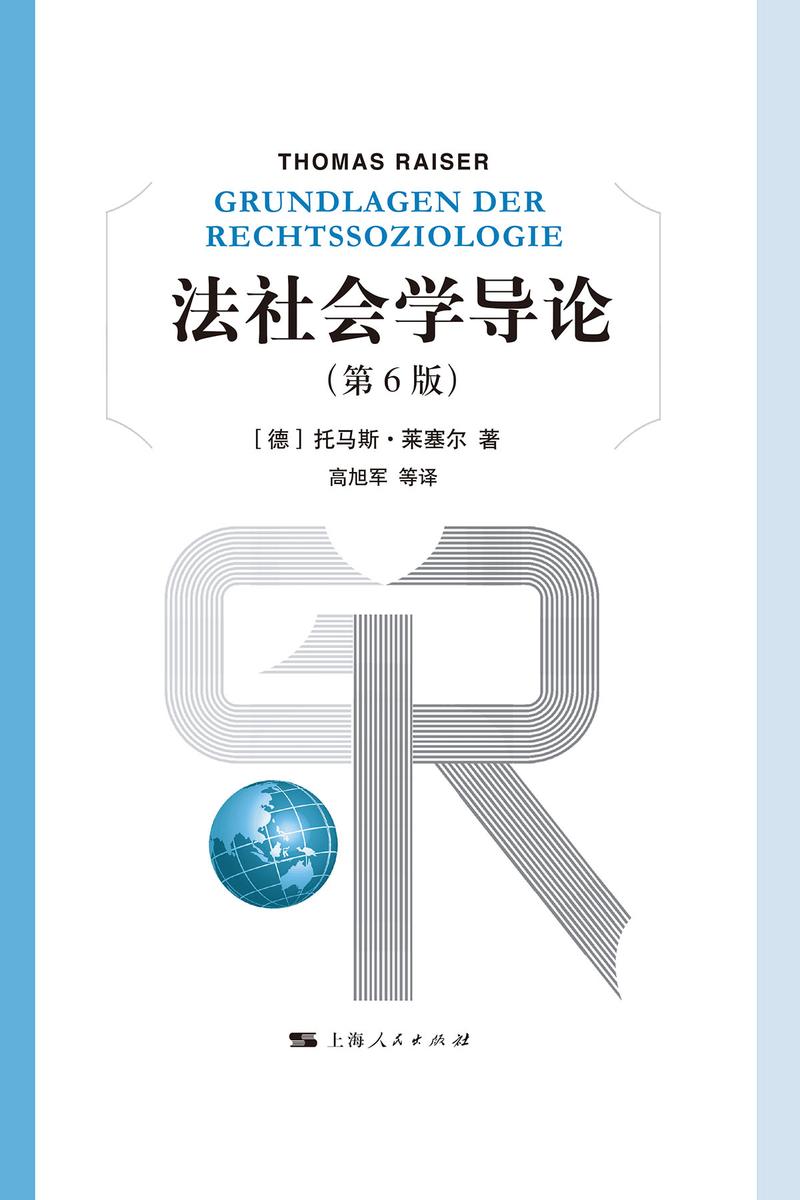 THOMAS RAISER
GRUNDLAGEN DER
RECHTSSOZIOLOGIE
法社会学导论
（第 6 版）
［德］托马斯·莱塞尔 著
高旭军 等译
上海人民出版社